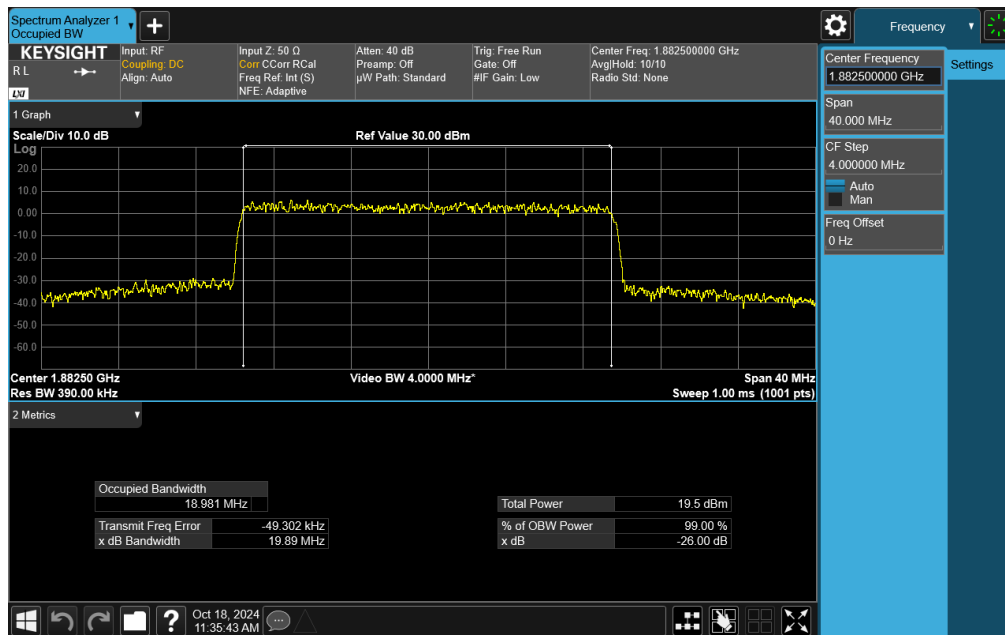 Spectrum Analyzer 1
Occupied BW
KEYSIGHT
R L
LXI
Input: RF
Coupling: DC
Align: Auto
Input Z: 50 Ω
Corr CCorr RCal
Freq Ref: Int (S)
NFE: Adaptive
Atten: 40 dB
Preamp: Off
µW Path: Standard
Trig: Free Run
Gate: Off
#IF Gain: Low
Center Freq: 1.882500000 GHz
Avg|Hold: 10/10
Radio Std: None
1 Graph
Scale/Div 10.0 dB
Ref Value 30.00 dBm
Log
20.0
10.0
0.00
-10.0
-20.0
-30.0
-40.0
-50.0
-60.0
Center 1.88250 GHz
Video BW 4.0000 MHz*
Span 40 MHz
Res BW 390.00 kHz
Sweep 1.00 ms (1001 pts)
2 Metrics
Occupied Bandwidth
18.981 MHz
Transmit Freq Error -49.302 kHz
x dB Bandwidth 19.89 MHz
Total Power 19.5 dBm
% of OBW Power 99.00 %
x dB -26.00 dB
Oct 18, 2024
11:35:43 AM
Frequency
Settings
Center Frequency
1.882500000 GHz
Span
40.000 MHz
CF Step
4.000000 MHz
Auto
Man
Freq Offset
0 Hz